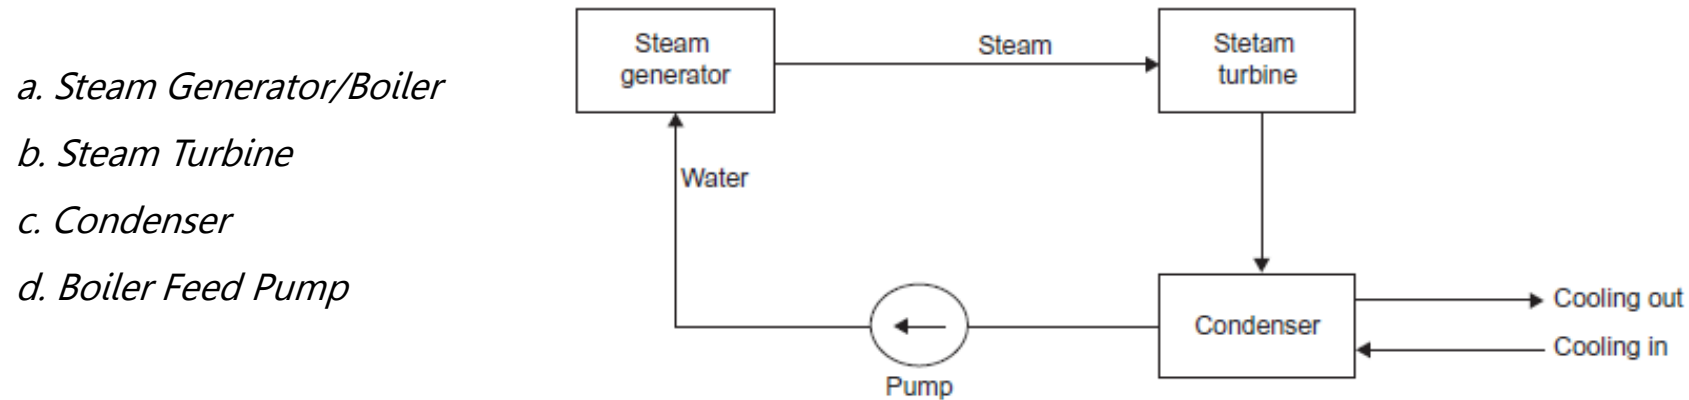 a. Steam Generator/Boiler
b. Steam Turbine
c. Condenser
d. Boiler Feed Pump
Steam
generator
Steam
Stetam
turbine
Water
Condenser
Cooling out
Cooling in
Pump